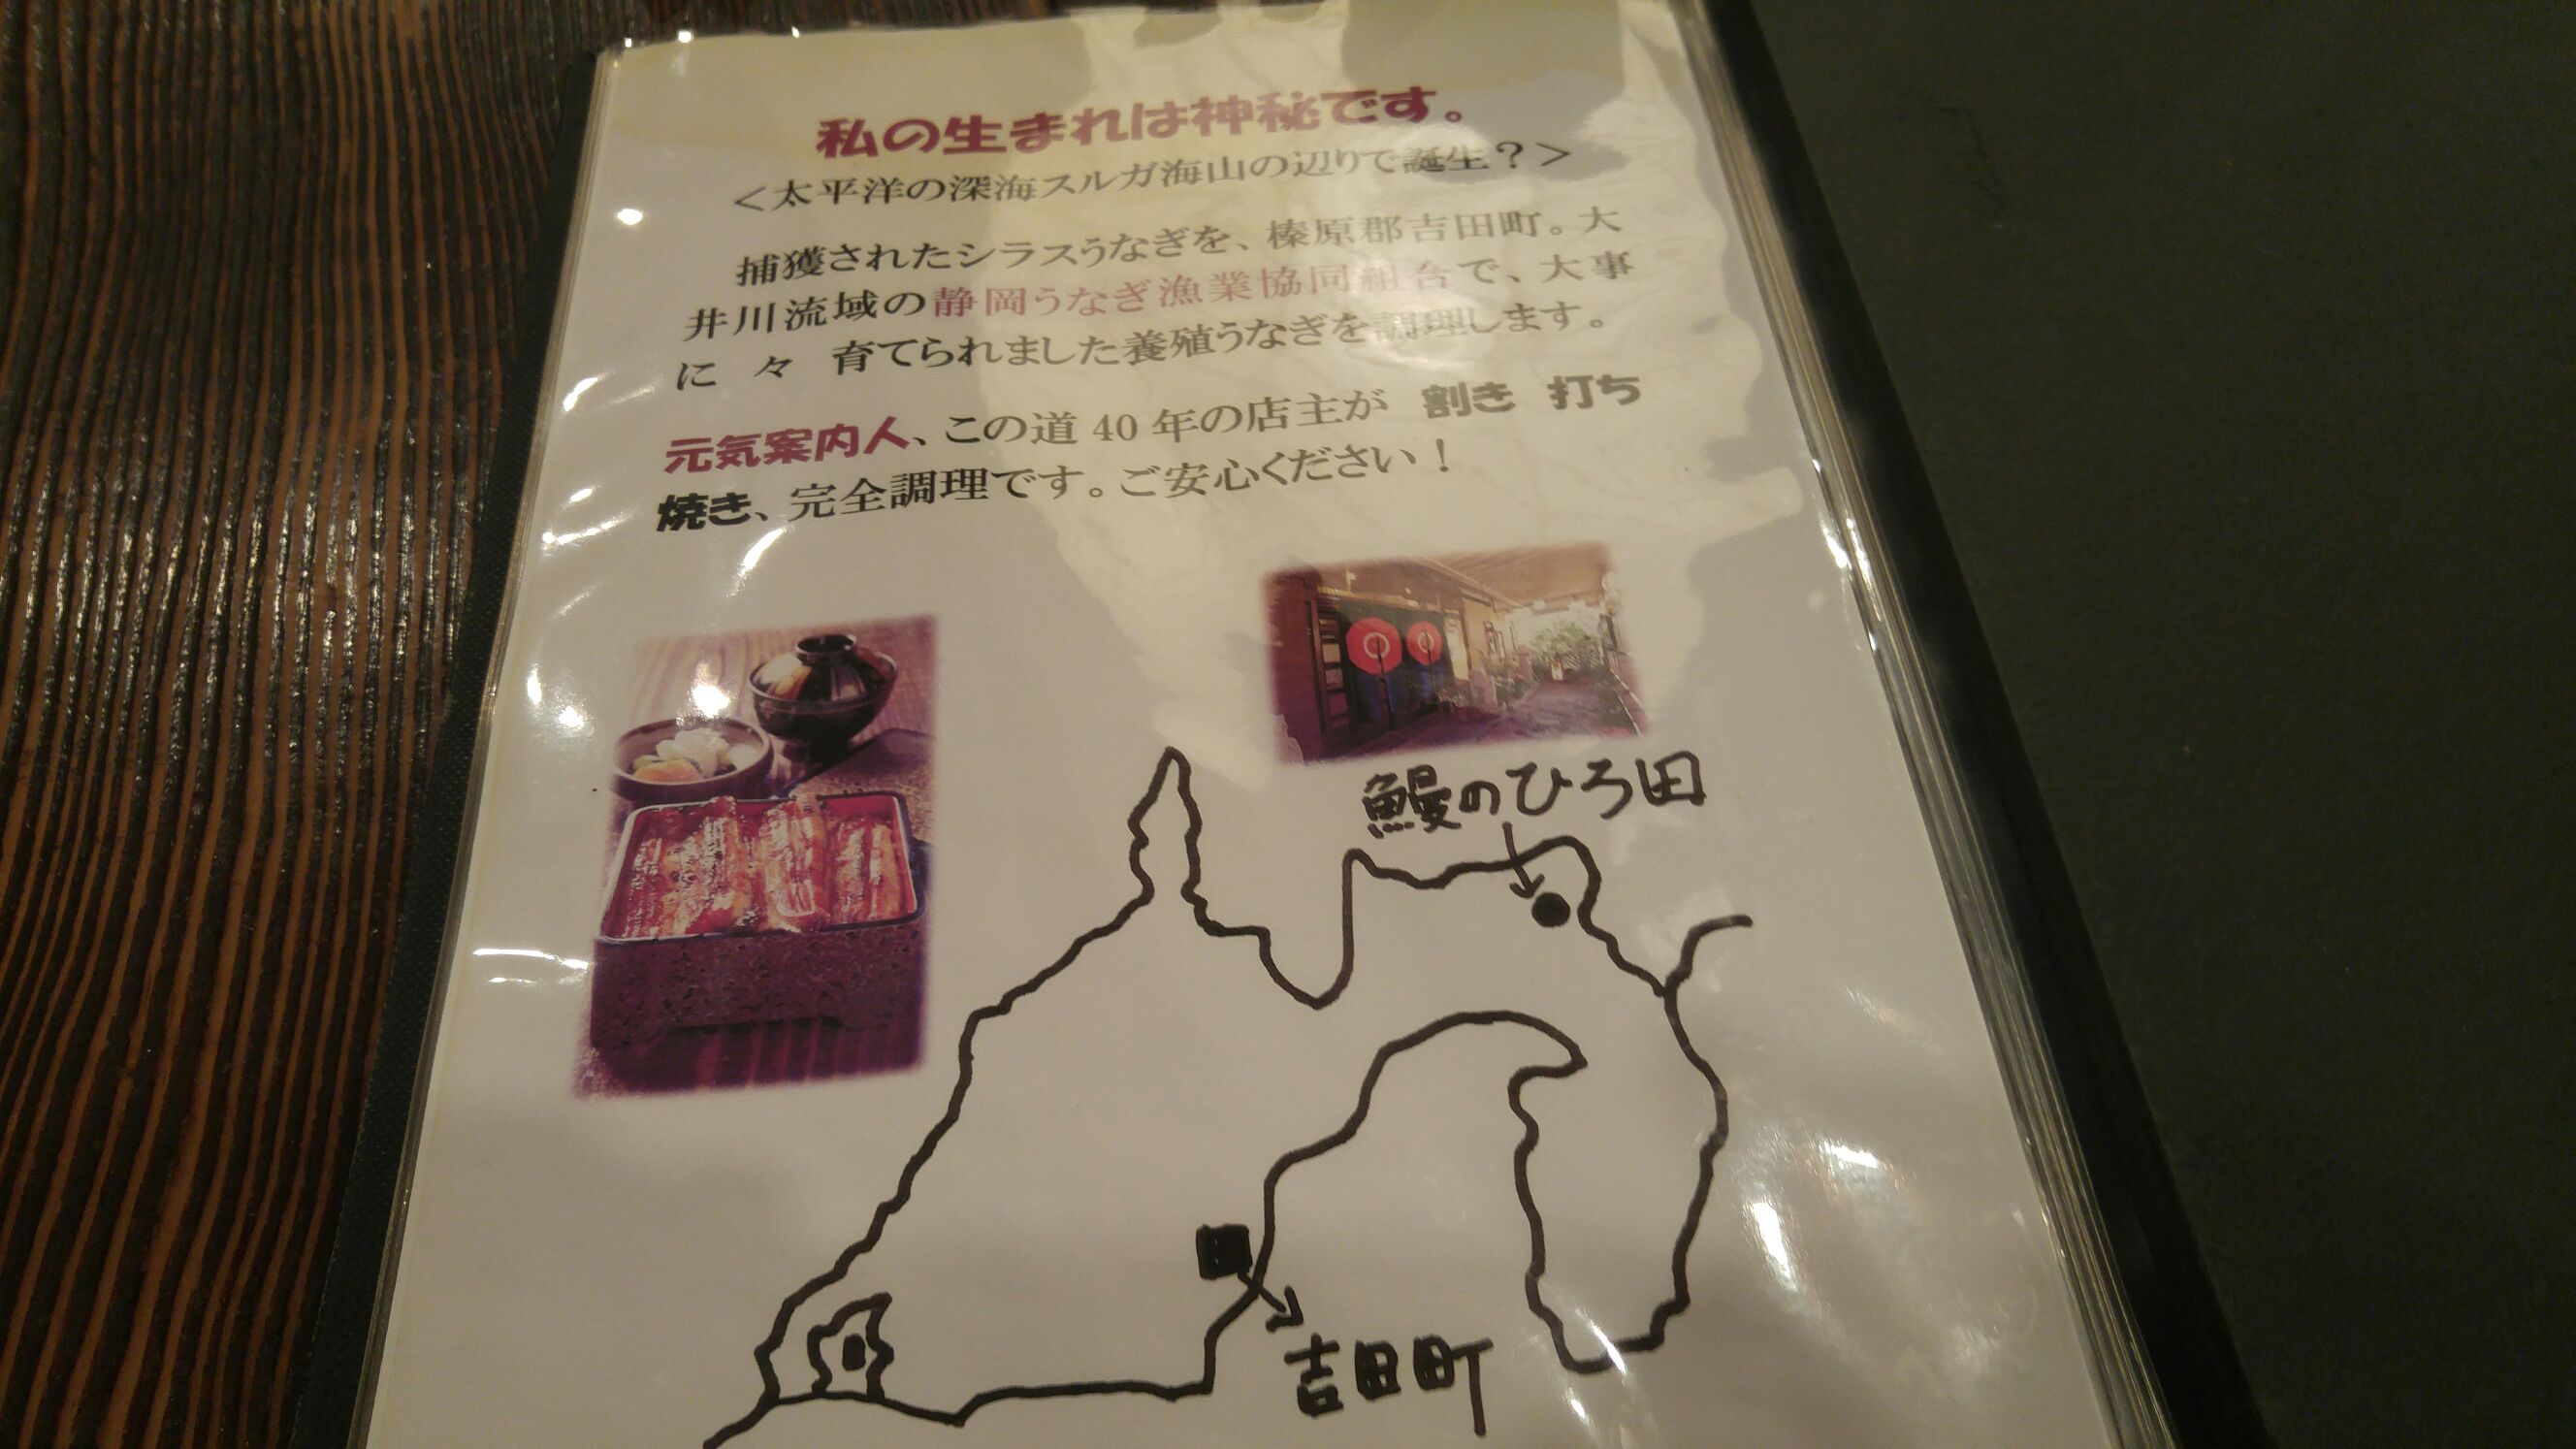 私の生まれは神秘です。
＜太平洋の深海スルガ海山の辺りで誕生？＞
捕獲されたシラスうなぎを、榛原郡吉田町。大
井川流域の静岡うなぎ漁業協同組合で、大事
に 々 育てられました養殖うなぎを調理します。
元気案内人、この道 40 年の店主が 割き 打ち
焼き、完全調理です。ご安心ください！
鰻のひろ田
吉田町